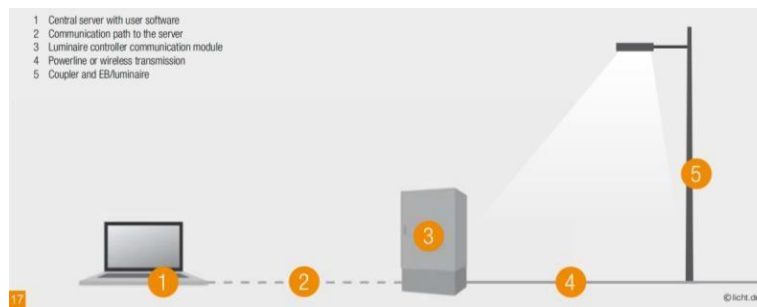 1 Central server with user software
2 Communication path to the server
3 Luminaire controller communication module
4 Powerline or wireless transmission
5 Coupler and EB/luminaire
5
3
1
2
4
17
© licht.de